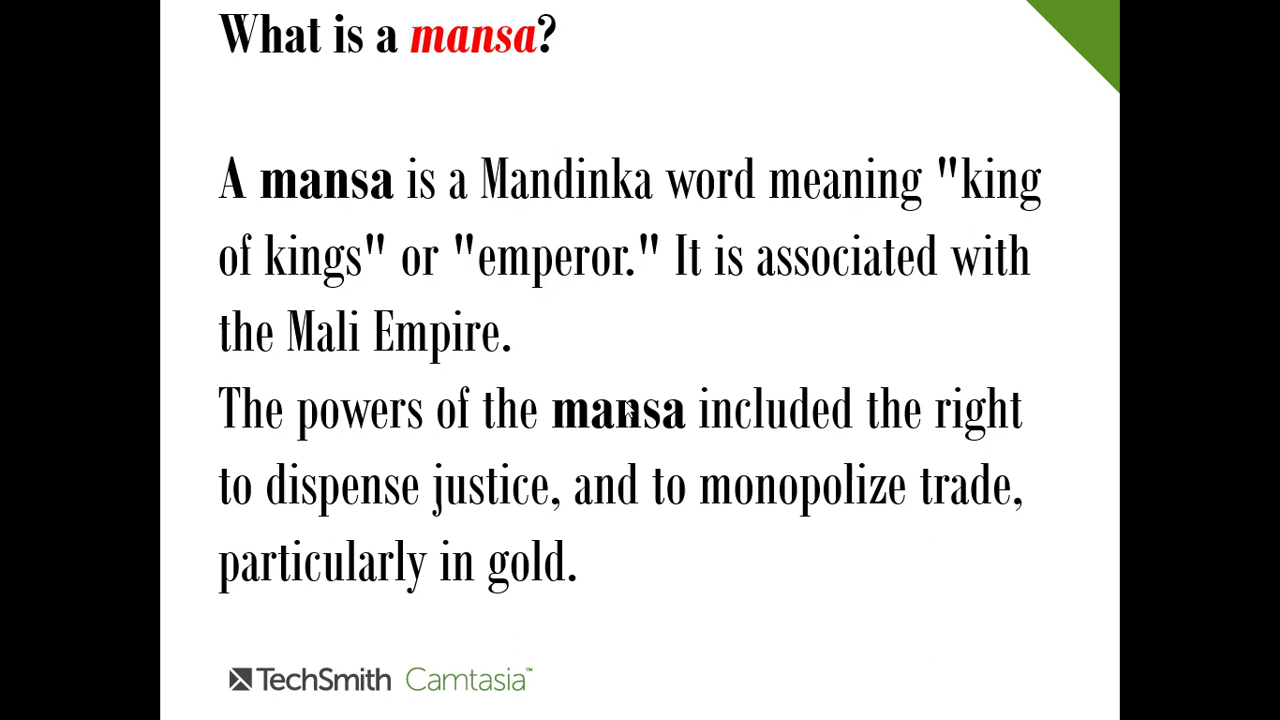 What is a mansa?
A mansa is a Mandinka word meaning "king
of kings" or "emperor." It is associated with
the Mali Empire.
The powers of the mansa included the right
to dispense justice, and to monopolize trade,
particularly in gold.
TechSmith Camtasia™